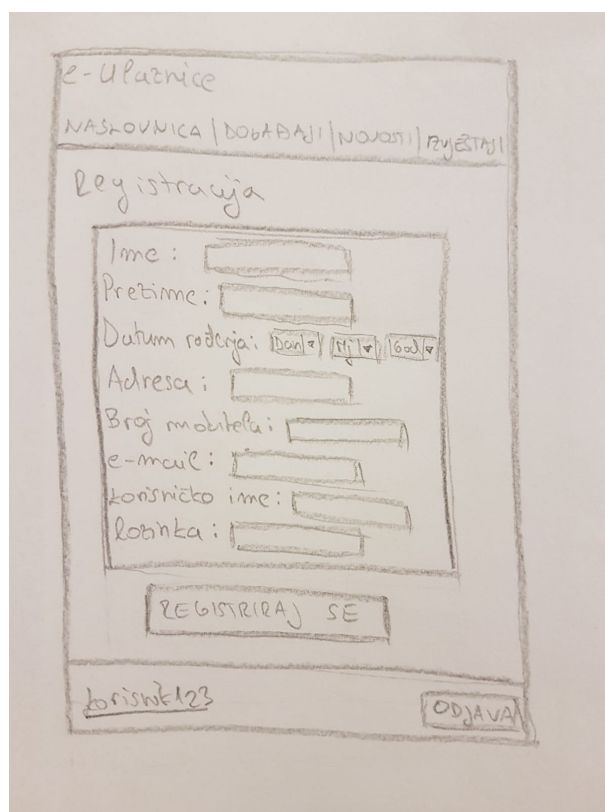 e-Ulaznice
NASLOVNICA | DOGAĐAJI | NOVOSTI | IZVJEŠTAJI
Registracija
Ime :
Prezime :
Datum rođenja : Dan Mj God
Adresa :
Broj mobitela :
e-mail :
korisničko ime :
lozinka :
REGISTRIRAJ SE
korisnik123 ODJAVA